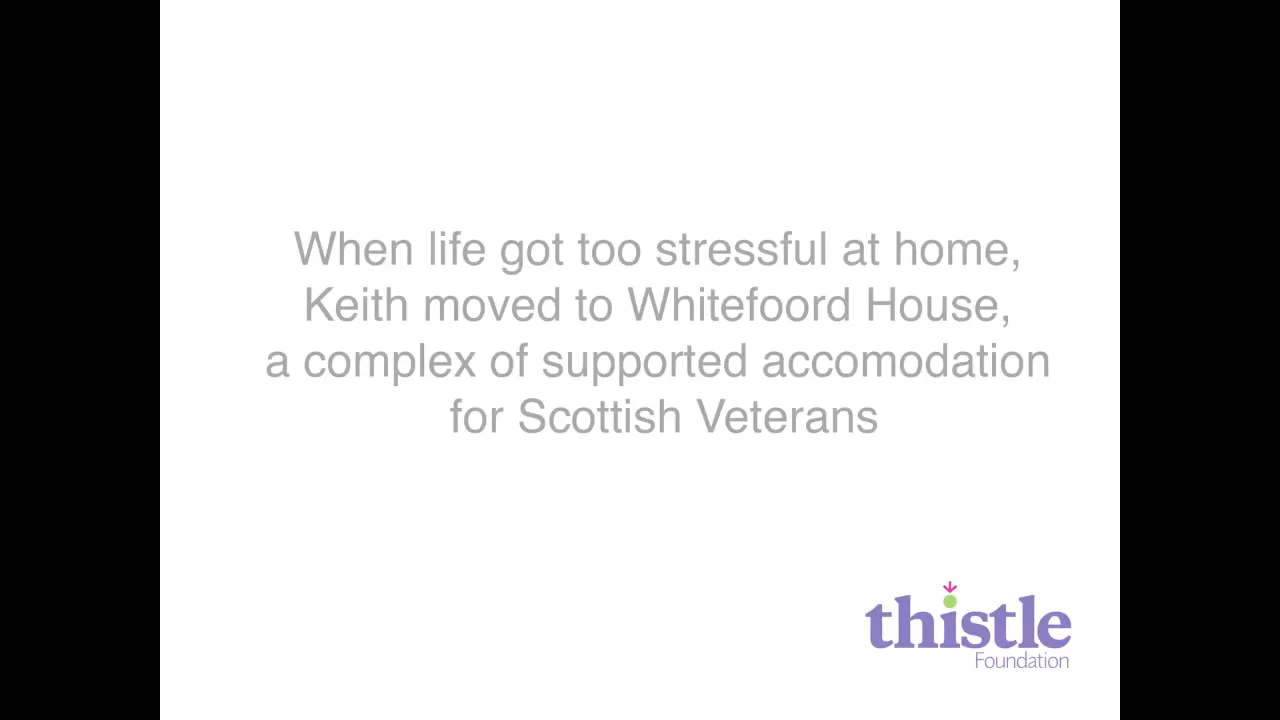 When life got too stressful at home,
Keith moved to Whitefoord House,
a complex of supported accomodation
for Scottish Veterans
thistle
Foundation